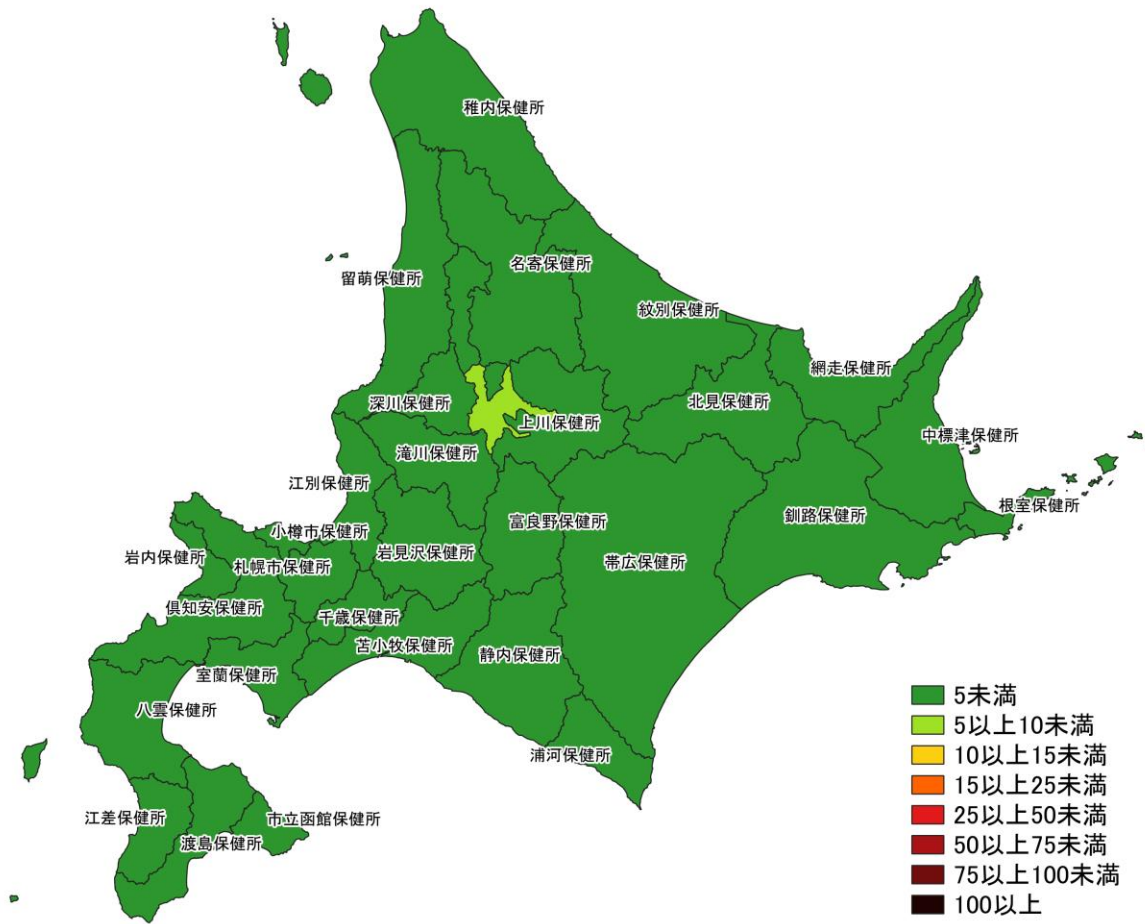 稚内保健所
名寄保健所
留萌保健所
紋別保健所
網走保健所
深川保健所
北見保健所
上川保健所
中標津保健所
滝川保健所
江別保健所
根室保健所
釧路保健所
富良野保健所
小樽市保健所
岩見沢保健所
岩内保健所
札幌市保健所
帯広保健所
倶知安保健所
千歳保健所
苫小牧保健所
静内保健所
室蘭保健所
八雲保健所
浦河保健所
江差保健所
市立函館保健所
渡島保健所
5未満
5以上10未満
10以上15未満
15以上25未満
25以上50未満
50以上75未満
75以上100未満
100以上